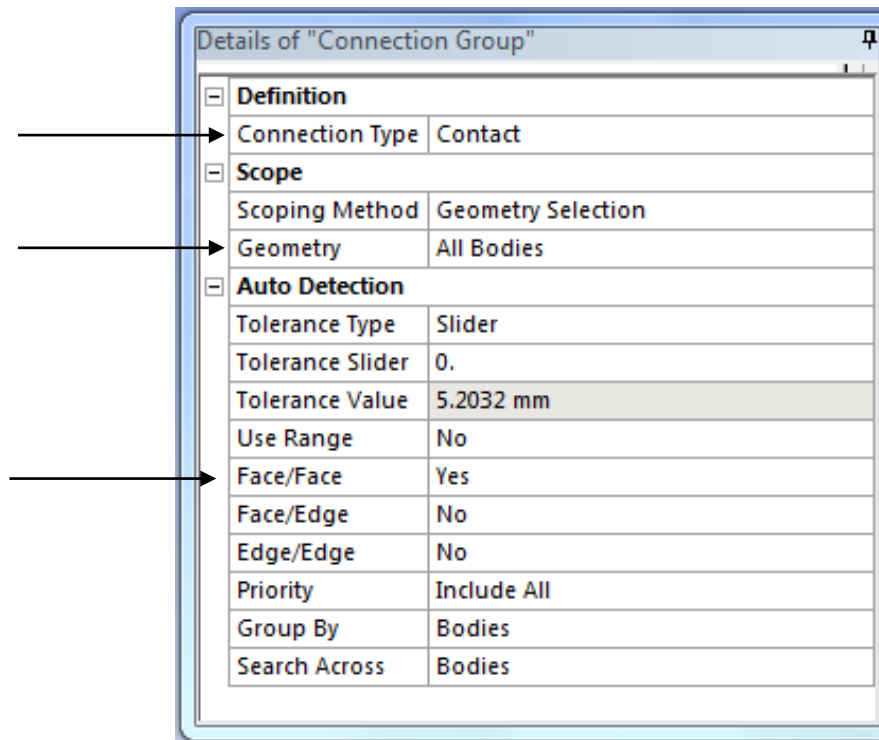 Details of "Connection Group"
Definition
Connection Type Contact
Scope
Scoping Method Geometry Selection
Geometry All Bodies
Auto Detection
Tolerance Type Slider
Tolerance Slider 0.
Tolerance Value 5.2032 mm
Use Range No
Face/Face Yes
Face/Edge No
Edge/Edge No
Priority Include All
Group By Bodies
Search Across Bodies